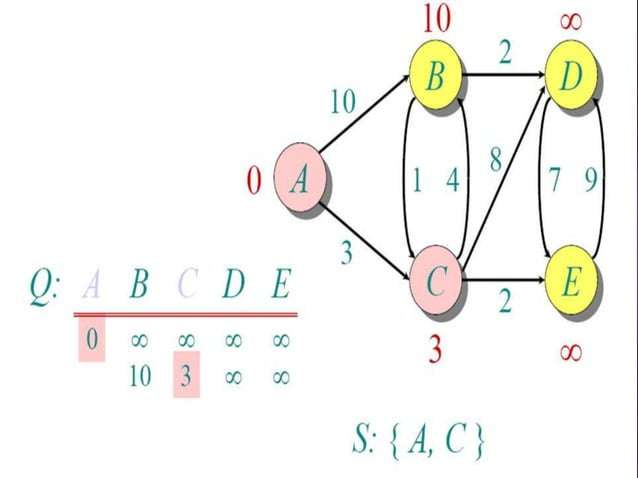 10 ∞
B 2 D
10
0 A 1 4 8 7 9
3
C 2 E
3 ∞
Q: A B C D E
0 ∞ ∞ ∞ ∞
10 3 ∞ ∞
S: { A, C }